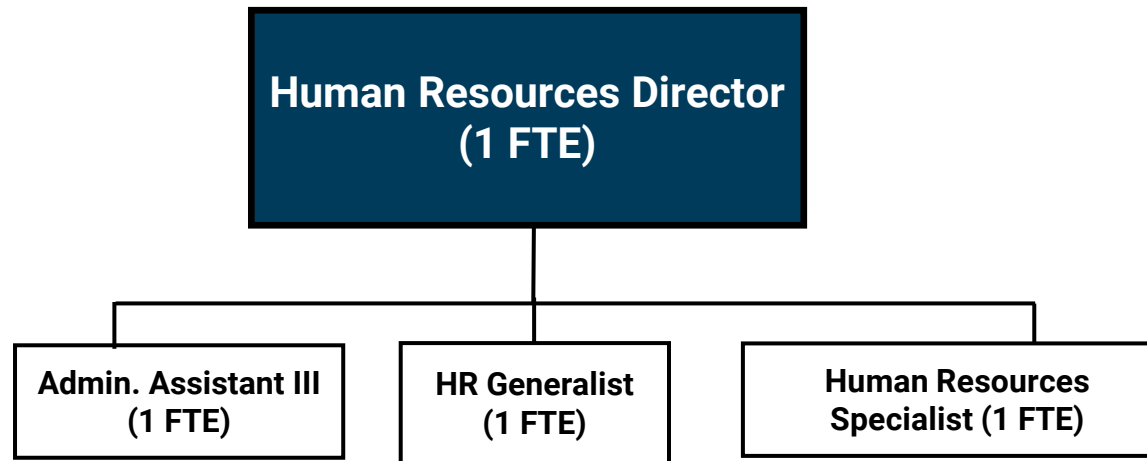 Human Resources Director
(1 FTE)
Admin. Assistant III
(1 FTE)
HR Generalist
(1 FTE)
Human Resources
Specialist (1 FTE)